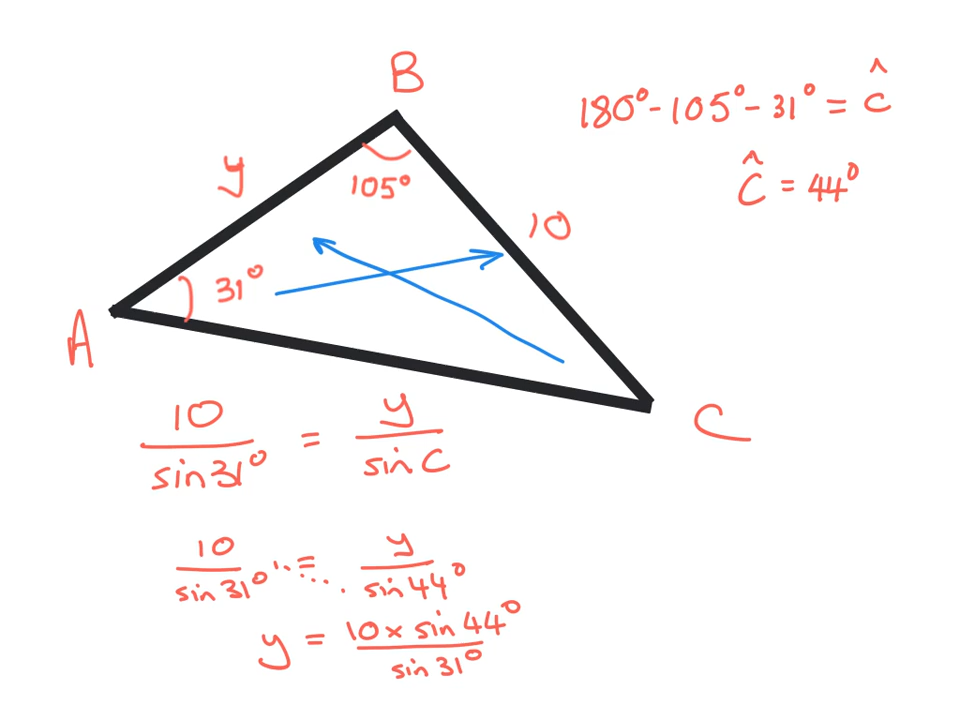 B
180° - 105° - 31° = Ĉ
y
105°
Ĉ = 44°
10
31°
A
C
10/sin 31° = y/sin C
10/sin 31° = y/sin 44°
y = 10 × sin 44°/sin 31°